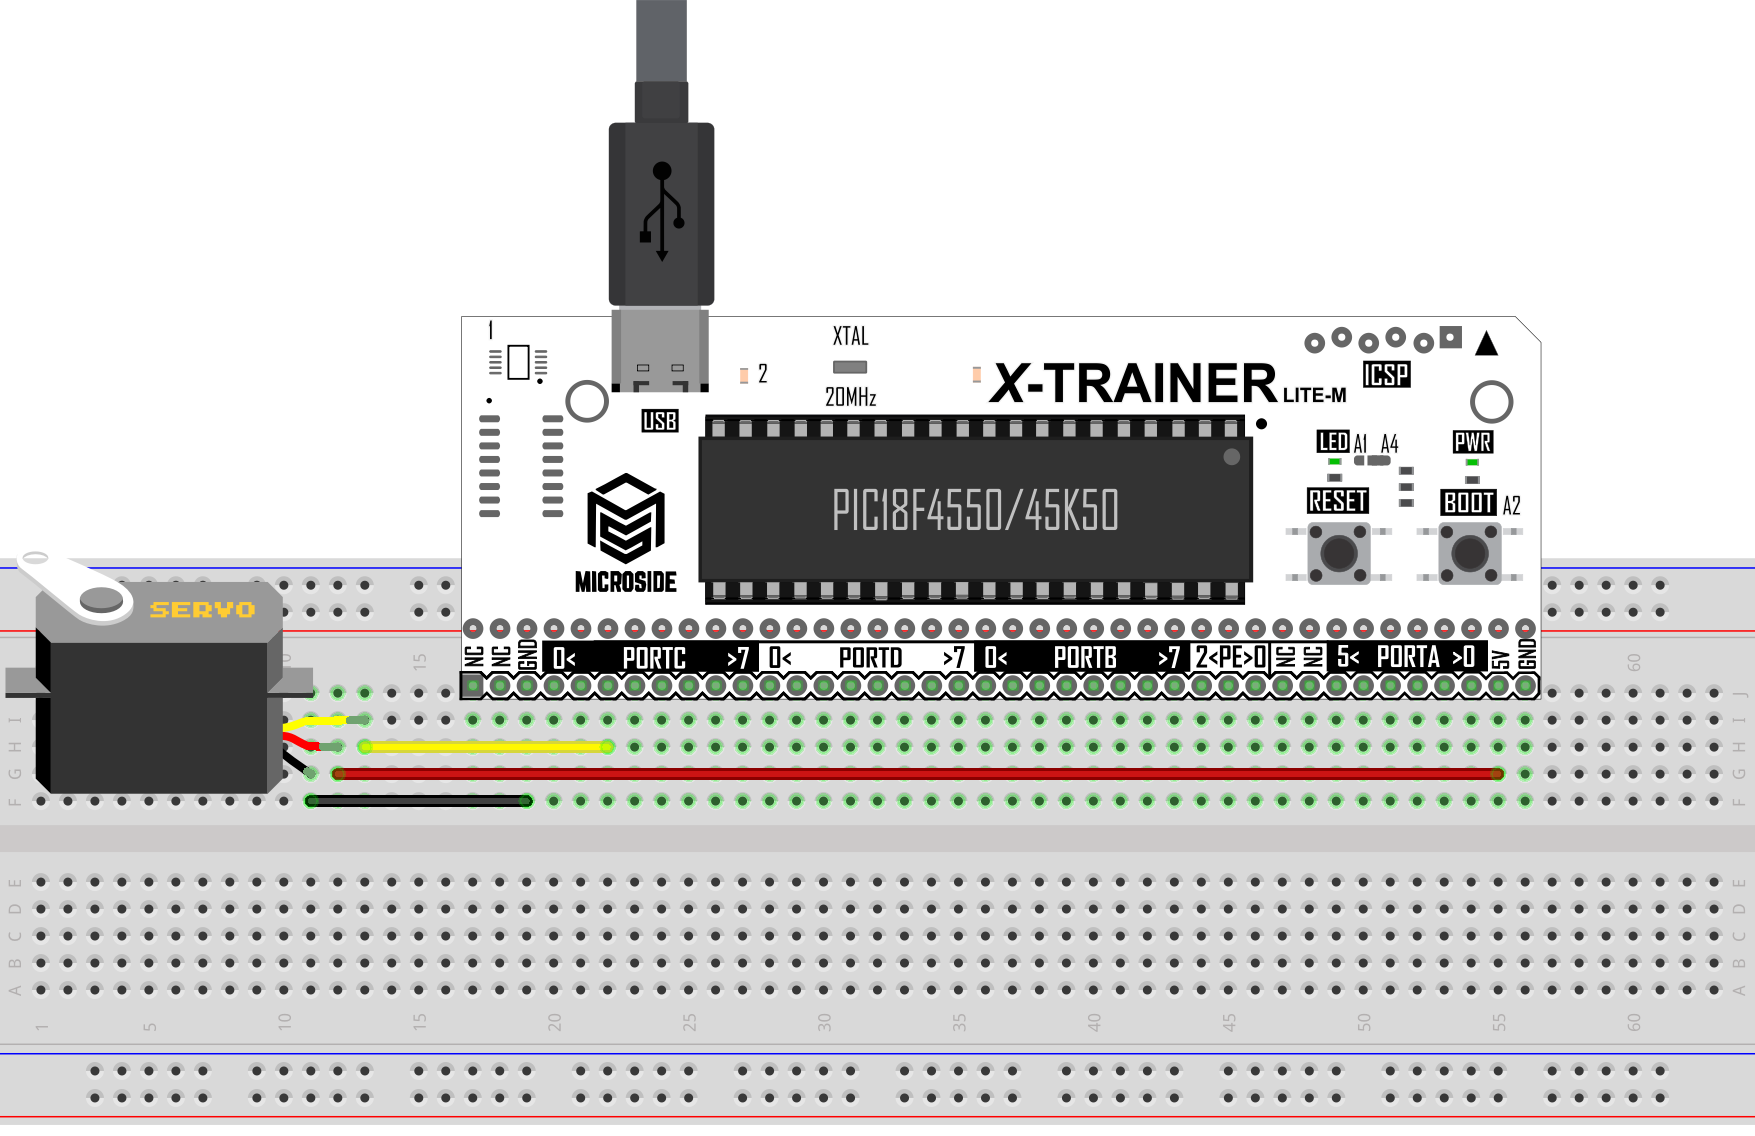 1
XTAL
2
20MHz
X-TRAINER LITE-M
ICSP
USB
LED A1 A4
PWR
RESET
BOOT A2
PIC18F4550/45K50
MICROSIDE
SERVO
NC NC GND 0< PORTC >7 0< PORTD >7 0< PORTB >7 2<PE>0 NC NC 5< PORTA >0 5V GND
15 60
J
I I
H H
G G
F F
E E
D D
C C
B B
A A
1 5 10 15 20 25 30 35 40 45 50 55 60